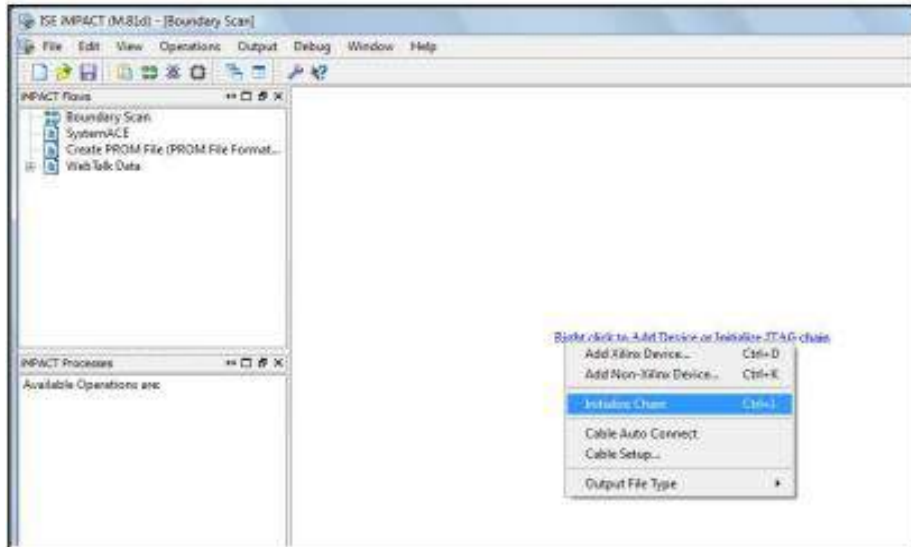 ISE iMPACT (M.81d) - [Boundary Scan]
File Edit View Operations Output Debug Window Help
iMPACT Flows
Boundary Scan
SystemACE
Create PROM File (PROM File Format...
WebTalk Data
Right click to Add Device or Initialize JTAG chain
Add Xilinx Device... Ctrl+D
Add Non-Xilinx Device... Ctrl+K
Initialize Chain Ctrl+I
Cable Auto Connect
Cable Setup...
Output File Type
iMPACT Processes
Available Operations are: